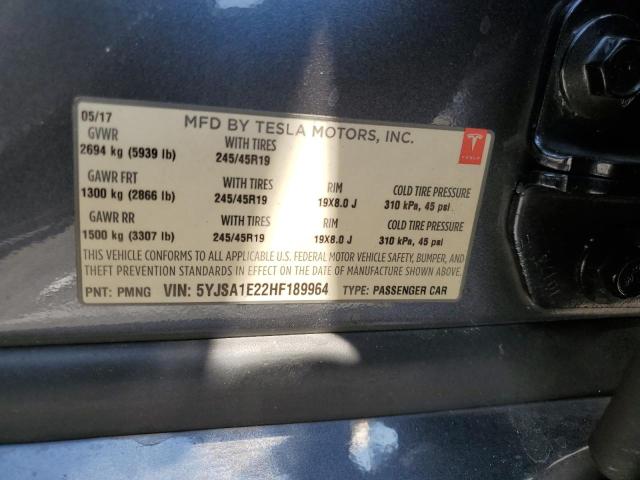 05/17
MFD BY TESLA MOTORS, INC.
GVWR WITH TIRES
2694 kg (5939 lb) 245/45R19
TESLA
GAWR FRT WITH TIRES RIM COLD TIRE PRESSURE
1300 kg (2866 lb) 245/45R19 19X8.0 J 310 kPa, 45 psi
GAWR RR WITH TIRES RIM COLD TIRE PRESSURE
1500 kg (3307 lb) 245/45R19 19X8.0 J 310 kPa, 45 psi
THIS VEHICLE CONFORMS TO ALL APPLICABLE U.S. FEDERAL MOTOR VEHICLE SAFETY, BUMPER, AND
THEFT PREVENTION STANDARDS IN EFFECT ON THE DATE OF MANUFACTURE SHOWN ABOVE.
PNT: PMNG VIN: 5YJSA1E22HF189964 TYPE: PASSENGER CAR